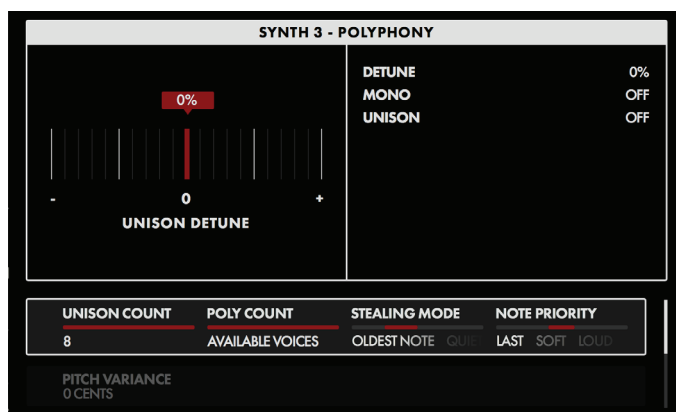 SYNTH 3 - POLYPHONY
0%
- 0 +
UNISON DETUNE
DETUNE 0%
MONO OFF
UNISON OFF
UNISON COUNT POLY COUNT STEALING MODE NOTE PRIORITY
8 AVAILABLE VOICES OLDEST NOTE QUIET LAST SOFT LOUD
PITCH VARIANCE
0 CENTS